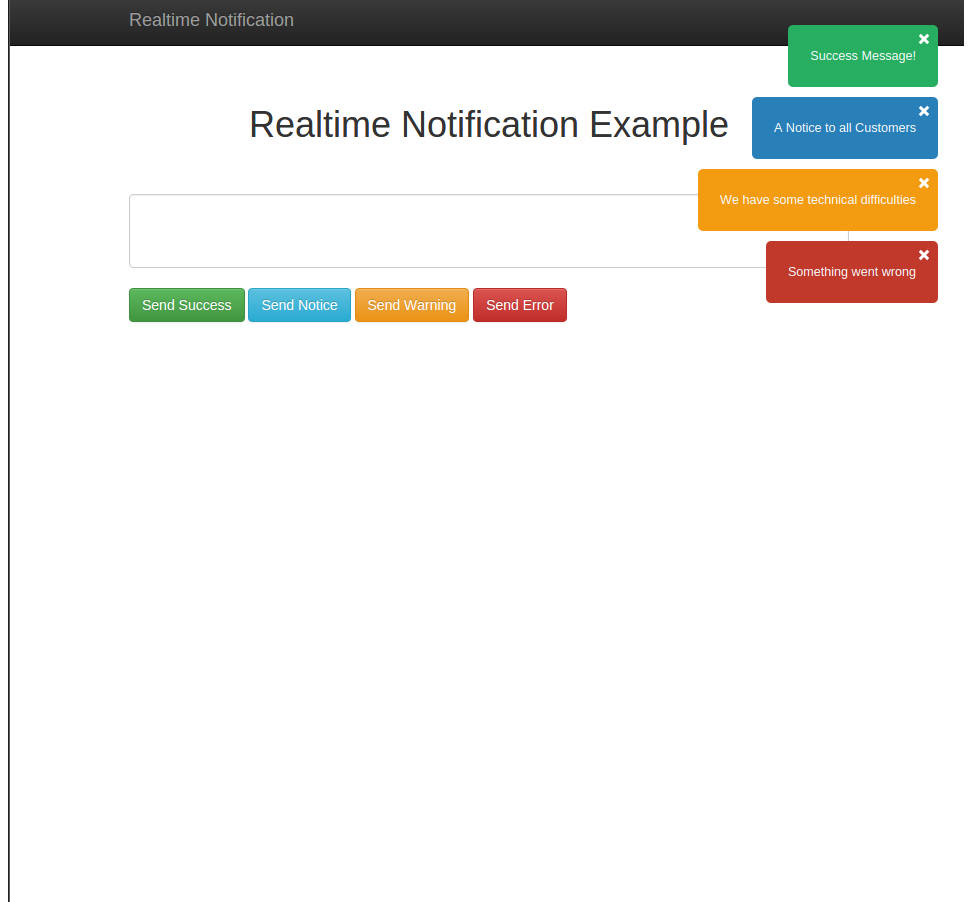 Realtime Notification
Success Message!
Realtime Notification Example
A Notice to all Customers
We have some technical difficulties
Something went wrong
Send Success
Send Notice
Send Warning
Send Error